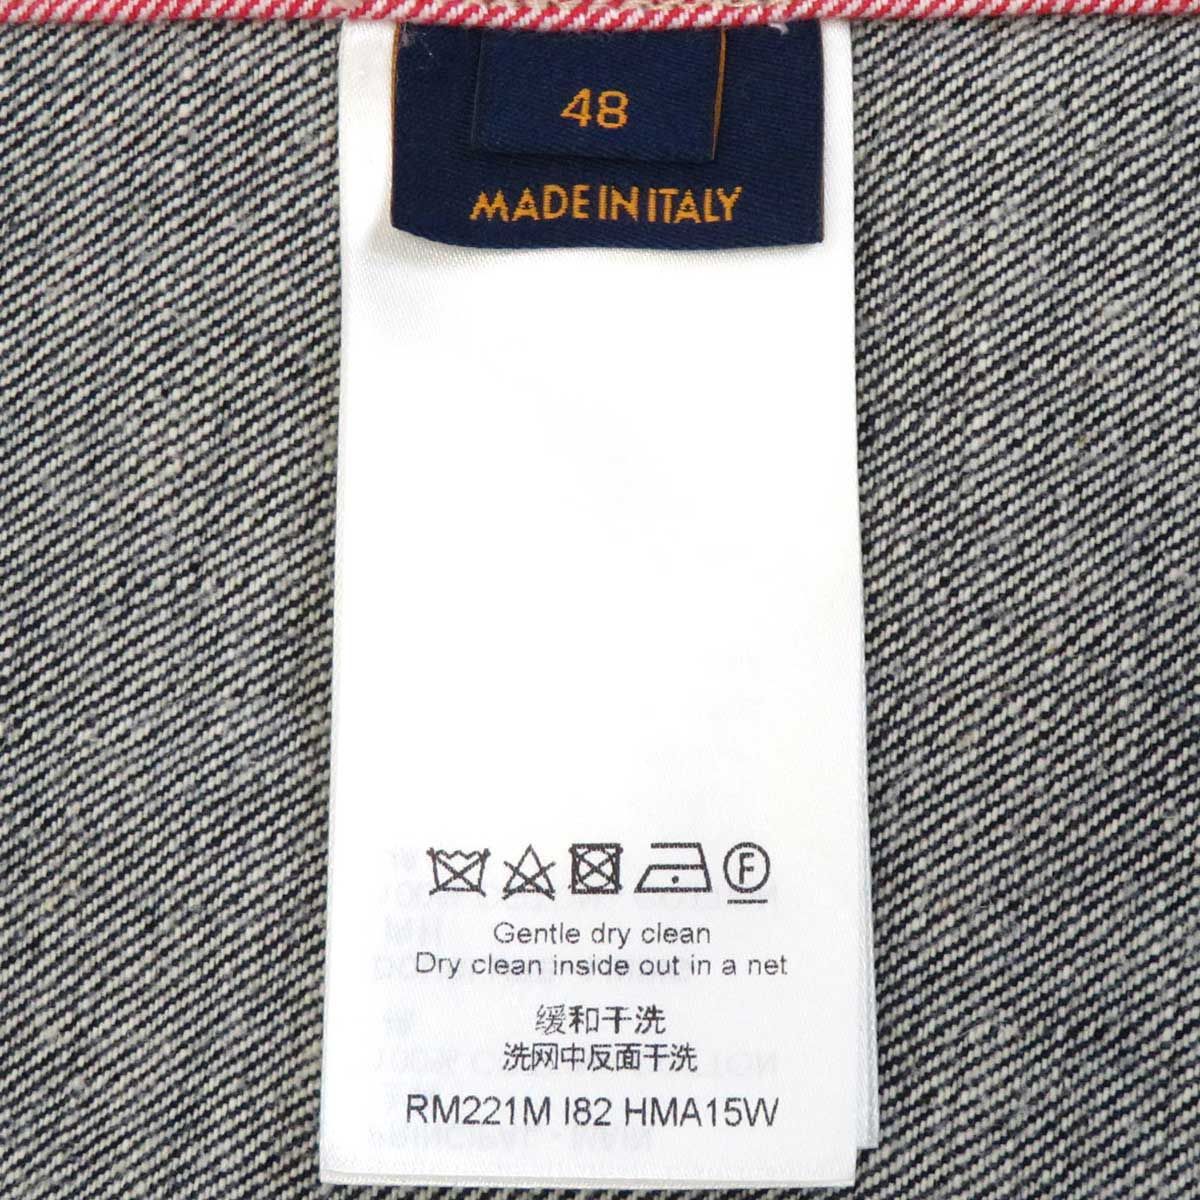 48
MADE IN ITALY
F
Gentle dry clean
Dry clean inside out in a net
缓和干洗
洗网中反面干洗
RM221M I82 HMA15W